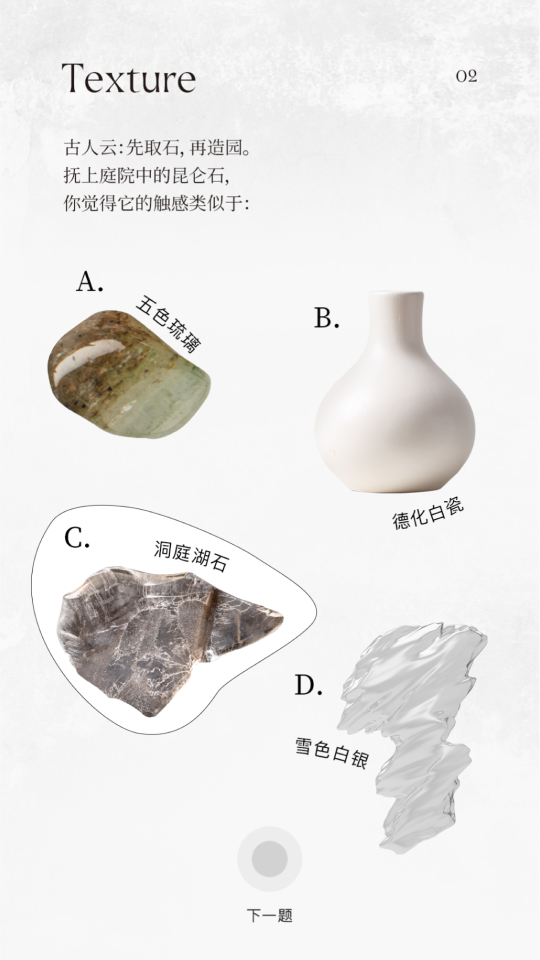 Texture
02
古人云：先取石，再造园。
抚上庭院中的昆仑石，
你觉得它的触感类似于：
A.
五色琉璃
B.
德化白瓷
C.
洞庭湖石
D.
雪色白银
下一题